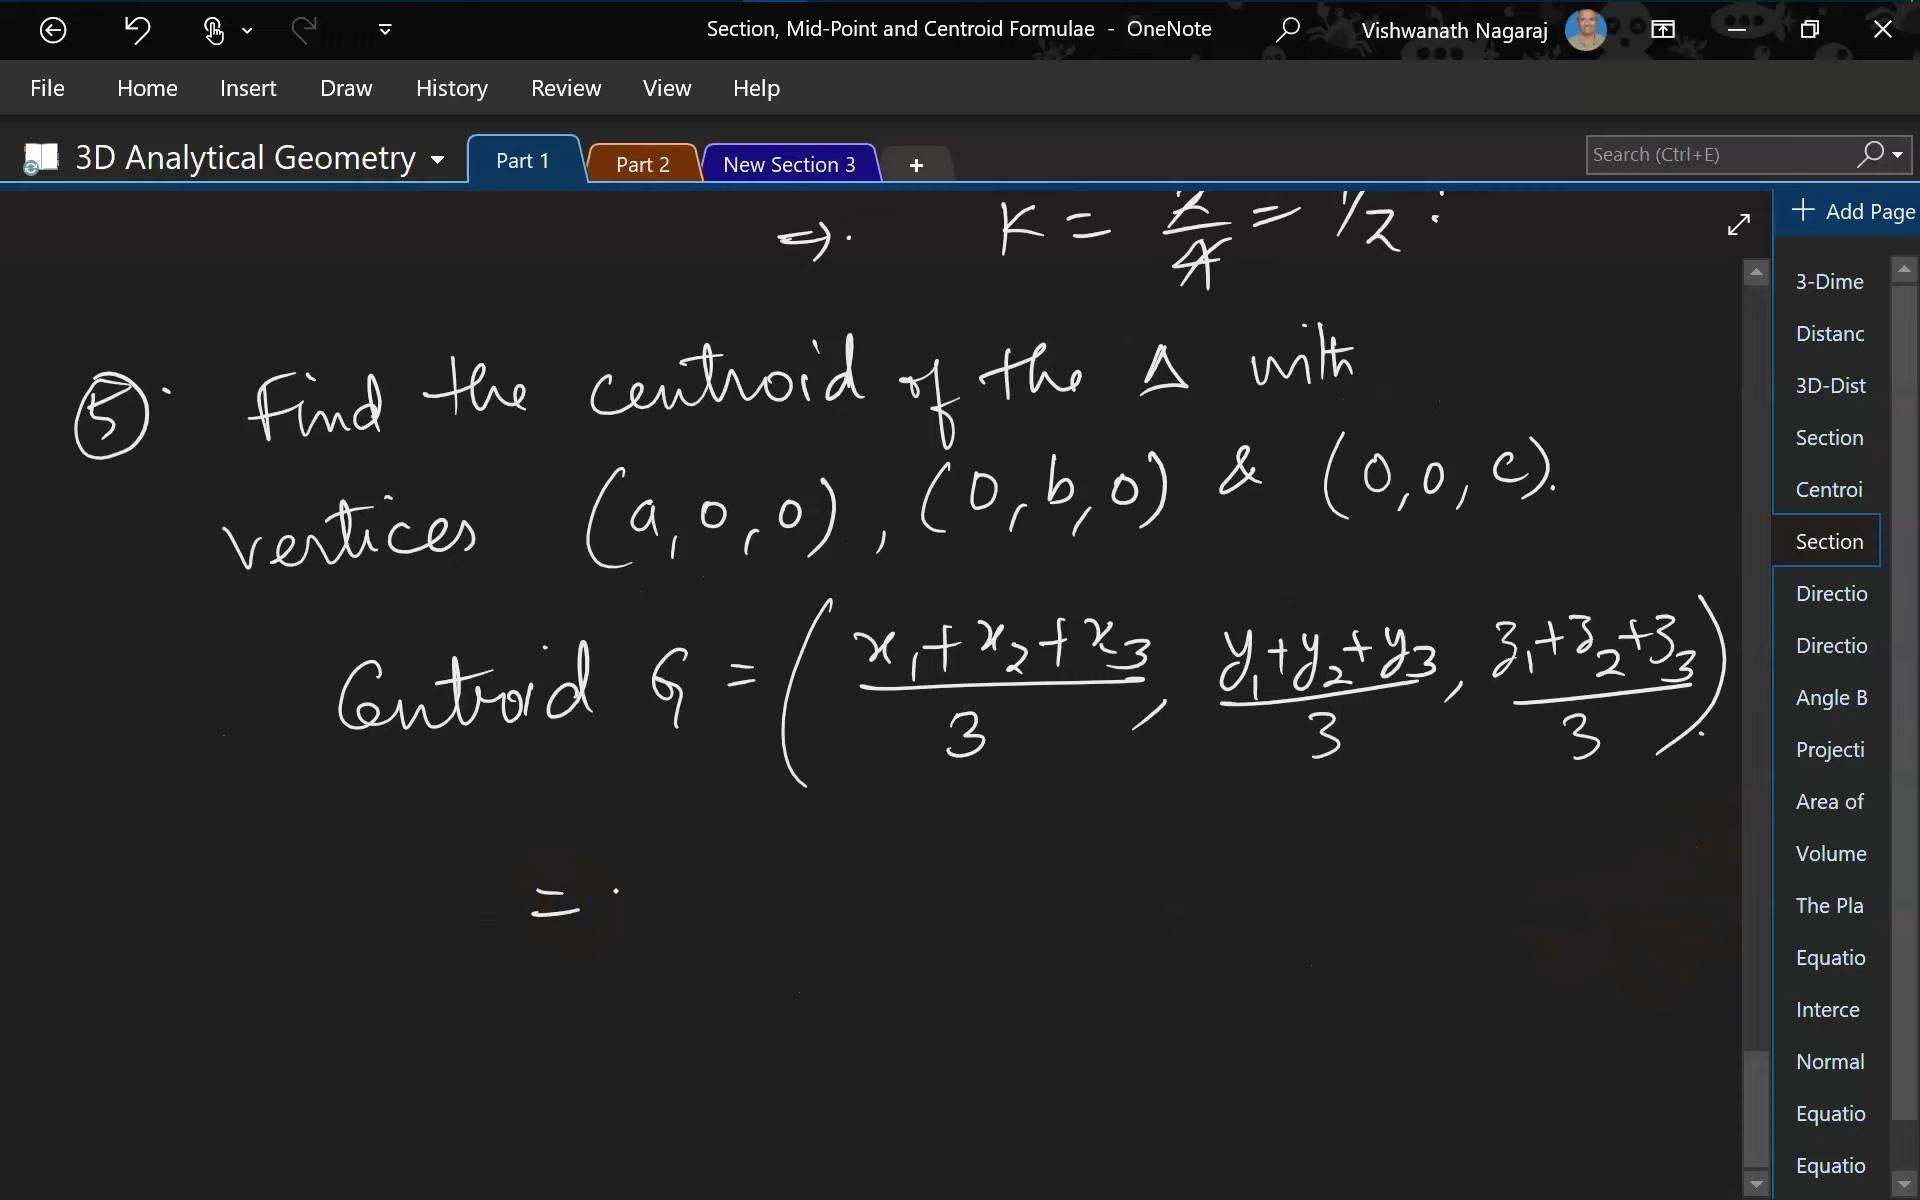 Section, Mid-Point and Centroid Formulae - OneNote
Vishwanath Nagaraj
File Home Insert Draw History Review View Help
3D Analytical Geometry
Part 1
Part 2
New Section 3
+
Search (Ctrl+E)
+ Add Page
⇒. K = 2/4 = 1/2 :
⑤. Find the centroid of the Δ with
vertices (a, 0, 0), (0, b, 0) & (0, 0, c).
Centroid G = ( (x₁+x₂+x₃)/3 , (y₁+y₂+y₃)/3 , (z₁+z₂+z₃)/3 ).
=
3-Dime
Distanc
3D-Dist
Section
Centroi
Section
Directio
Directio
Angle B
Projecti
Area of
Volume
The Pla
Equatio
Interce
Normal
Equatio
Equatio